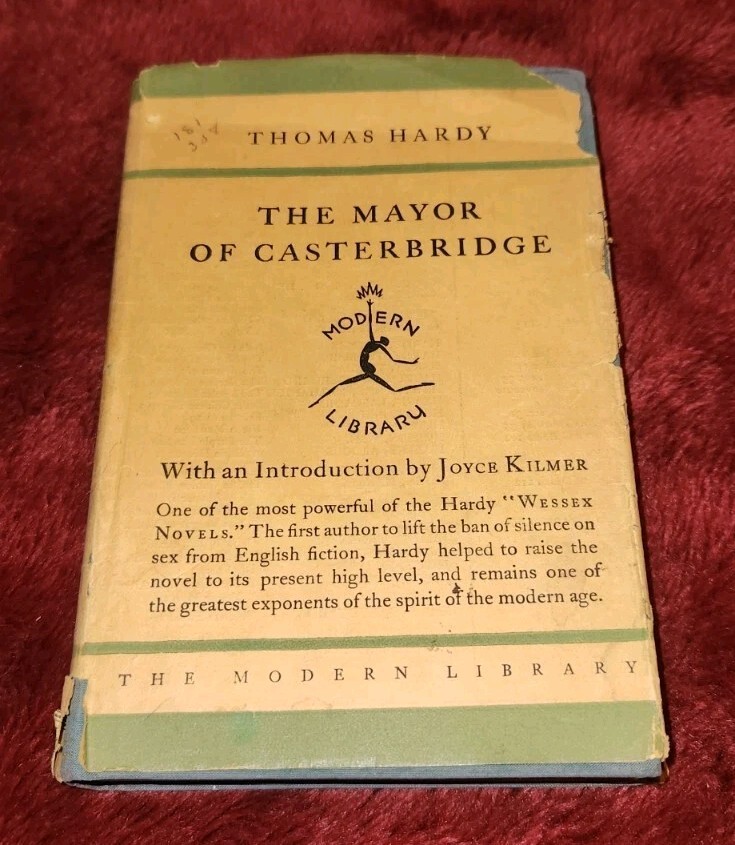 THOMAS HARDY
THE MAYOR
OF CASTERBRIDGE
MODERN
LIBRARY
With an Introduction by JOYCE KILMER
One of the most powerful of the Hardy "WESSEX
NOVELS." The first author to lift the ban of silence on
sex from English fiction, Hardy helped to raise the
novel to its present high level, and remains one of
the greatest exponents of the spirit of the modern age.
THE MODERN LIBRARY